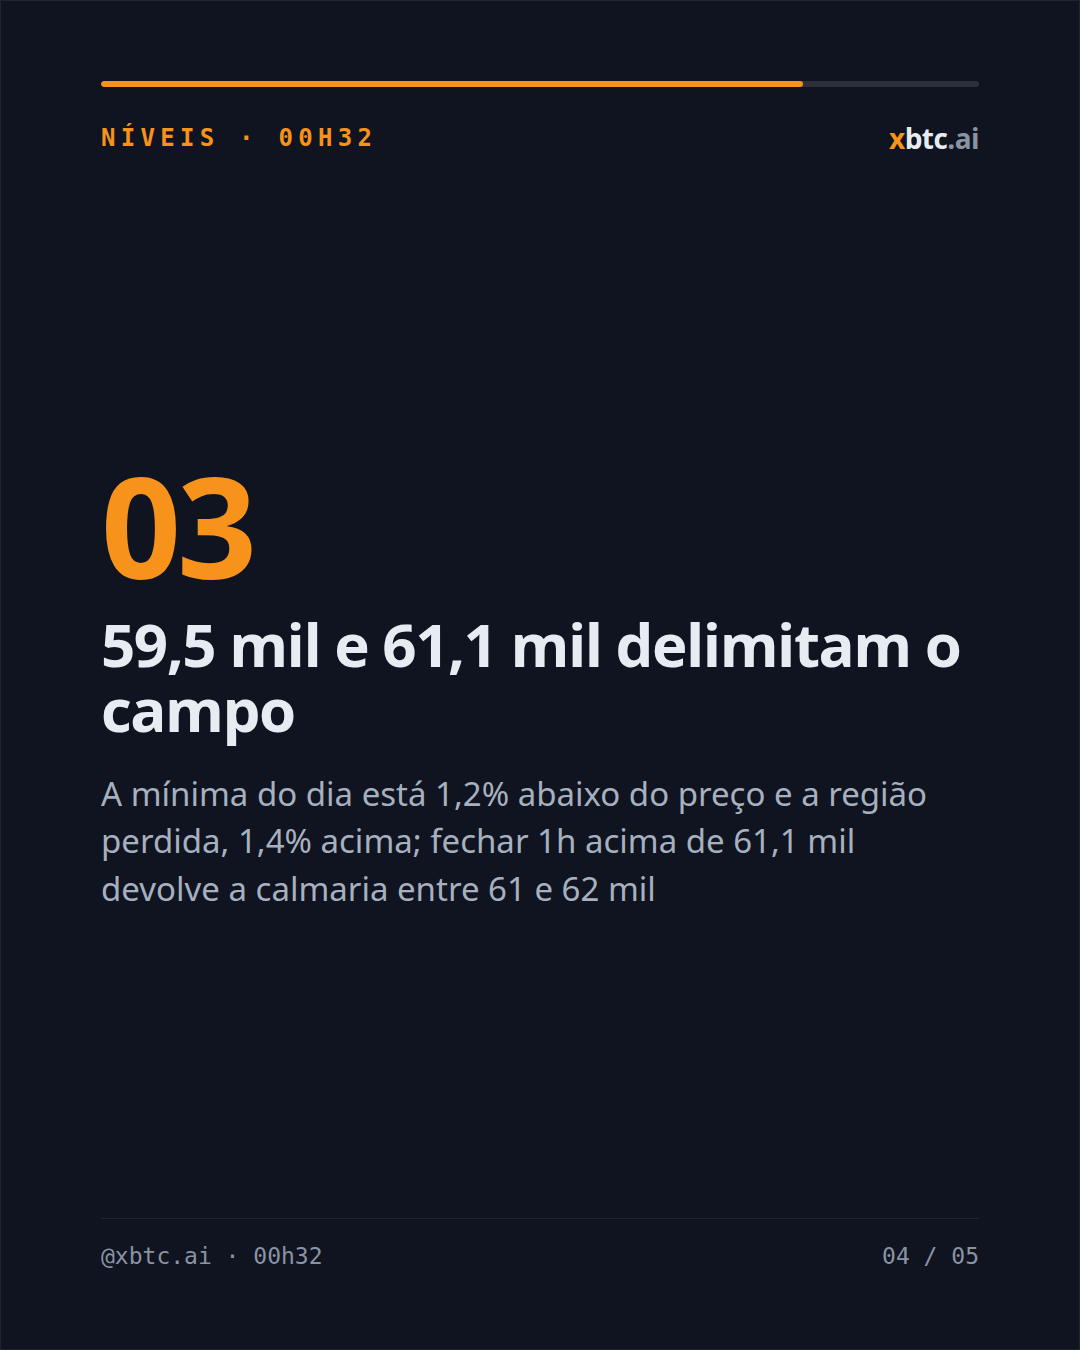 NÍVEIS · 00H32
xbtc.ai
03
59,5 mil e 61,1 mil delimitam o
campo
A mínima do dia está 1,2% abaixo do preço e a região
perdida, 1,4% acima; fechar 1h acima de 61,1 mil
devolve a calmaria entre 61 e 62 mil
@xbtc.ai · 00h32
04 / 05